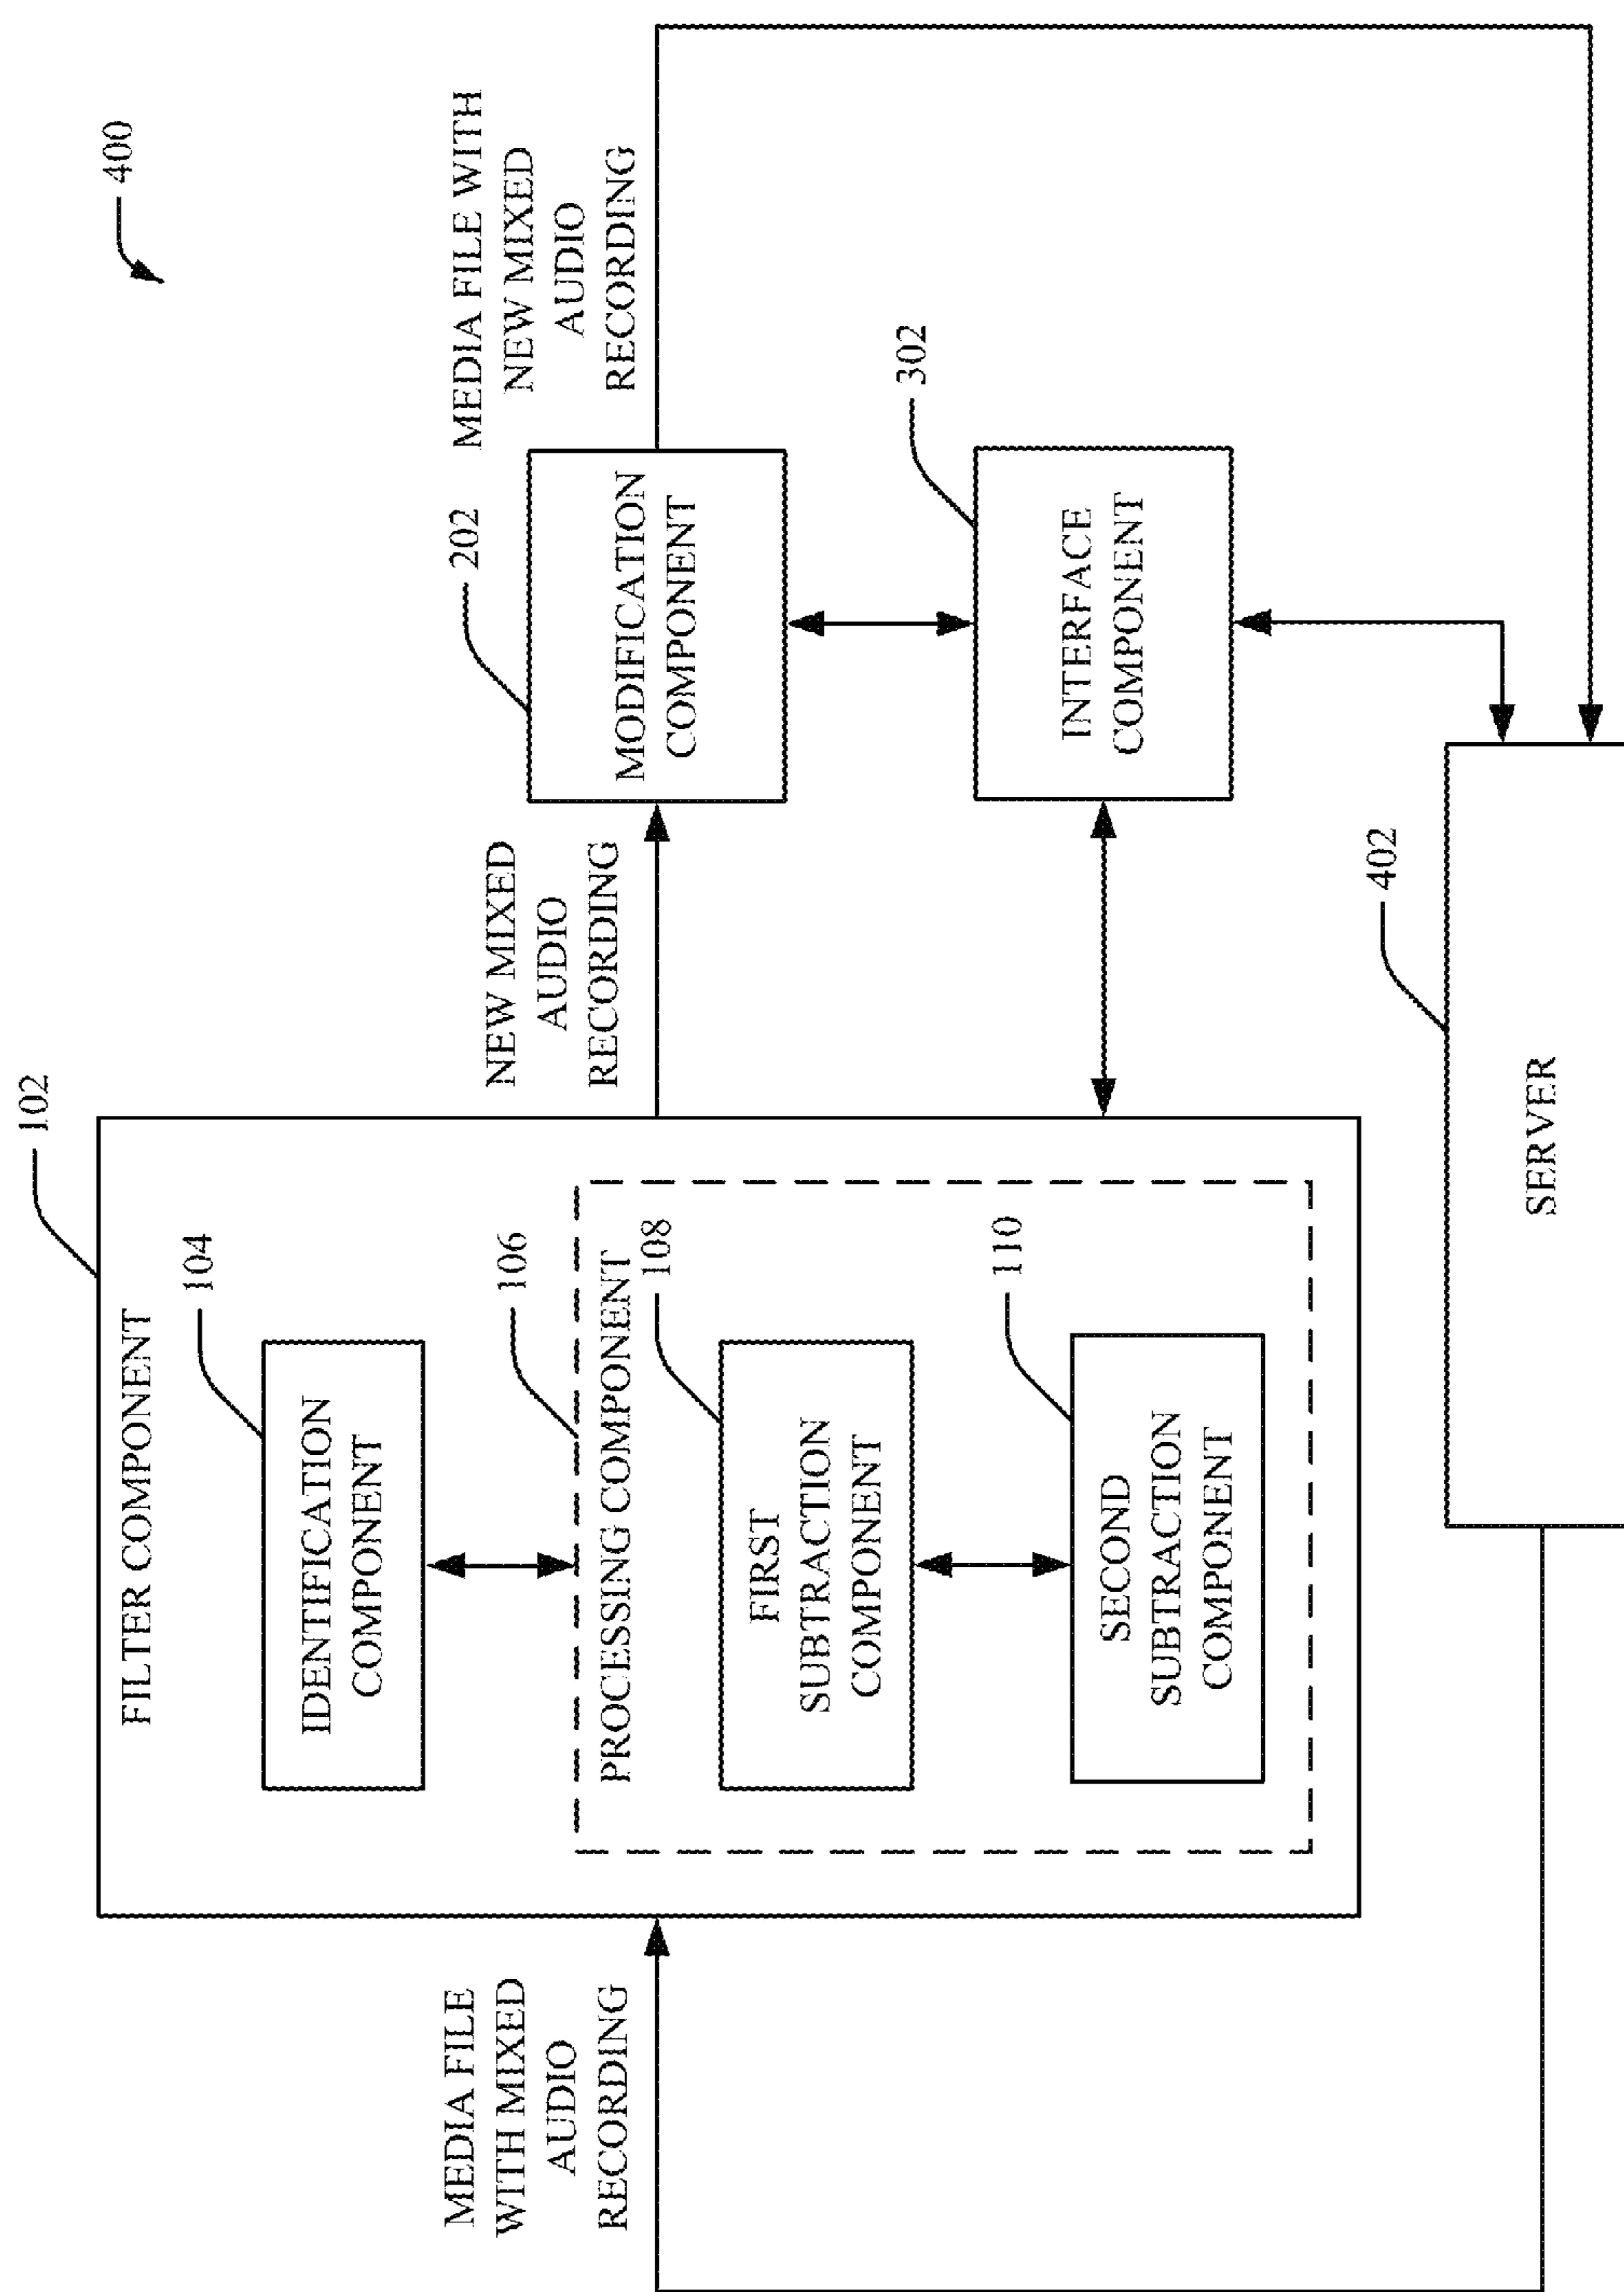 400
102
FILTER COMPONENT
104
IDENTIFICATION
COMPONENT
106
PROCESSING COMPONENT
108
FIRST
SUBTRACTION
COMPONENT
110
SECOND
SUBTRACTION
COMPONENT
MEDIA FILE
WITH MIXED
AUDIO
RECORDING
NEW MIXED
AUDIO
RECORDING
202
MODIFICATION
COMPONENT
MEDIA FILE WITH
NEW MIXED
AUDIO
RECORDING
302
INTERFACE
COMPONENT
402
SERVER